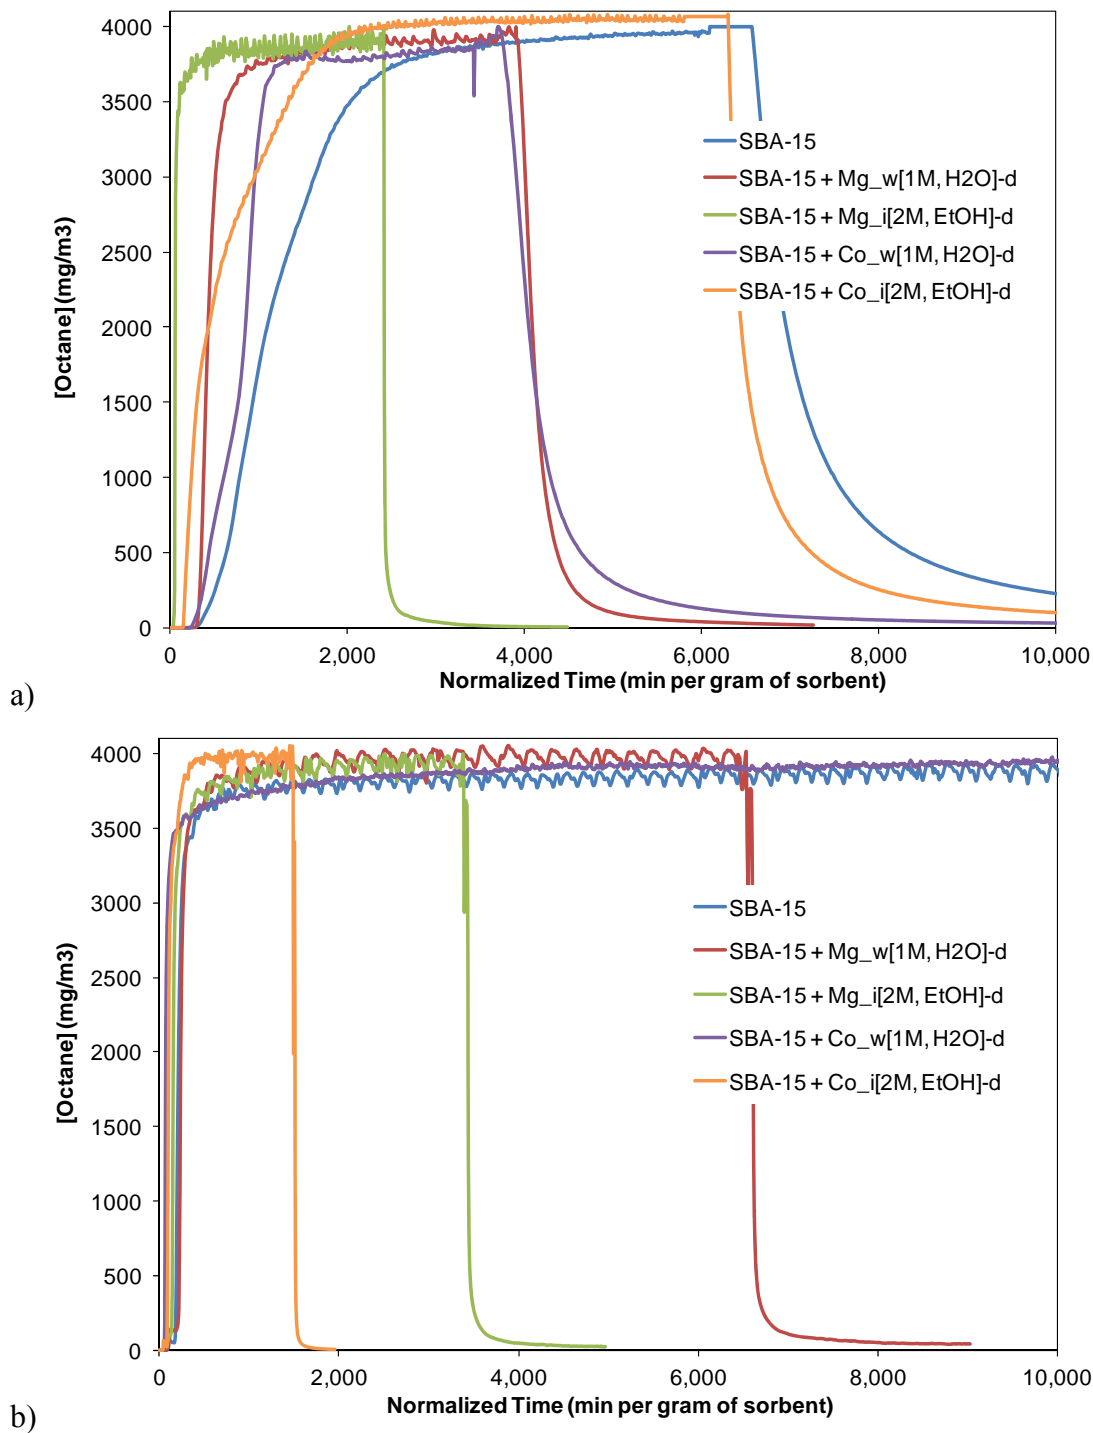 4000
3500
3000
2500
2000
1500
1000
500
0
[Octane] (mg/m3)
SBA-15
SBA-15 + Mg_w[1M, H2O]-d
SBA-15 + Mg_i[2M, EtOH]-d
SBA-15 + Co_w[1M, H2O]-d
SBA-15 + Co_i[2M, EtOH]-d
0 2,000 4,000 6,000 8,000 10,000
Normalized Time (min per gram of sorbent)
a)
4000
3500
3000
2500
2000
1500
1000
500
0
[Octane] (mg/m3)
SBA-15
SBA-15 + Mg_w[1M, H2O]-d
SBA-15 + Mg_i[2M, EtOH]-d
SBA-15 + Co_w[1M, H2O]-d
SBA-15 + Co_i[2M, EtOH]-d
0 2,000 4,000 6,000 8,000 10,000
Normalized Time (min per gram of sorbent)
b)